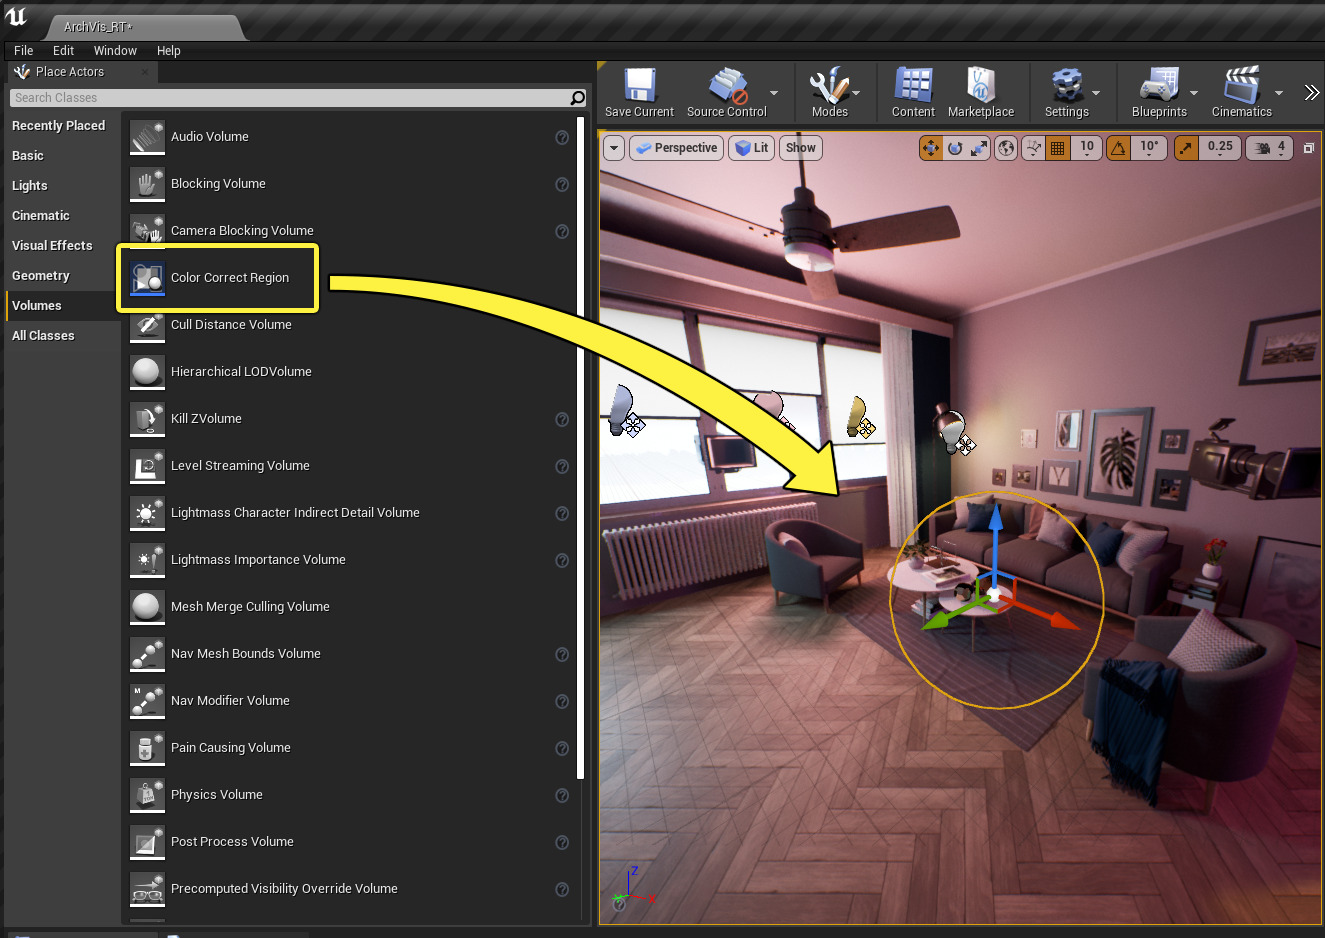 ArchVis_RT*
File Edit Window Help
Place Actors
Search Classes
Recently Placed
Basic
Lights
Cinematic
Visual Effects
Geometry
Volumes
All Classes
Audio Volume
Blocking Volume
Camera Blocking Volume
Color Correct Region
Cull Distance Volume
Hierarchical LODVolume
Kill ZVolume
Level Streaming Volume
Lightmass Character Indirect Detail Volume
Lightmass Importance Volume
Mesh Merge Culling Volume
Nav Mesh Bounds Volume
Nav Modifier Volume
Pain Causing Volume
Physics Volume
Post Process Volume
Precomputed Visibility Override Volume
Save Current Source Control Modes Content Marketplace Settings Blueprints Cinematics
Perspective Lit Show 10 10° 0.25 4
Z
X